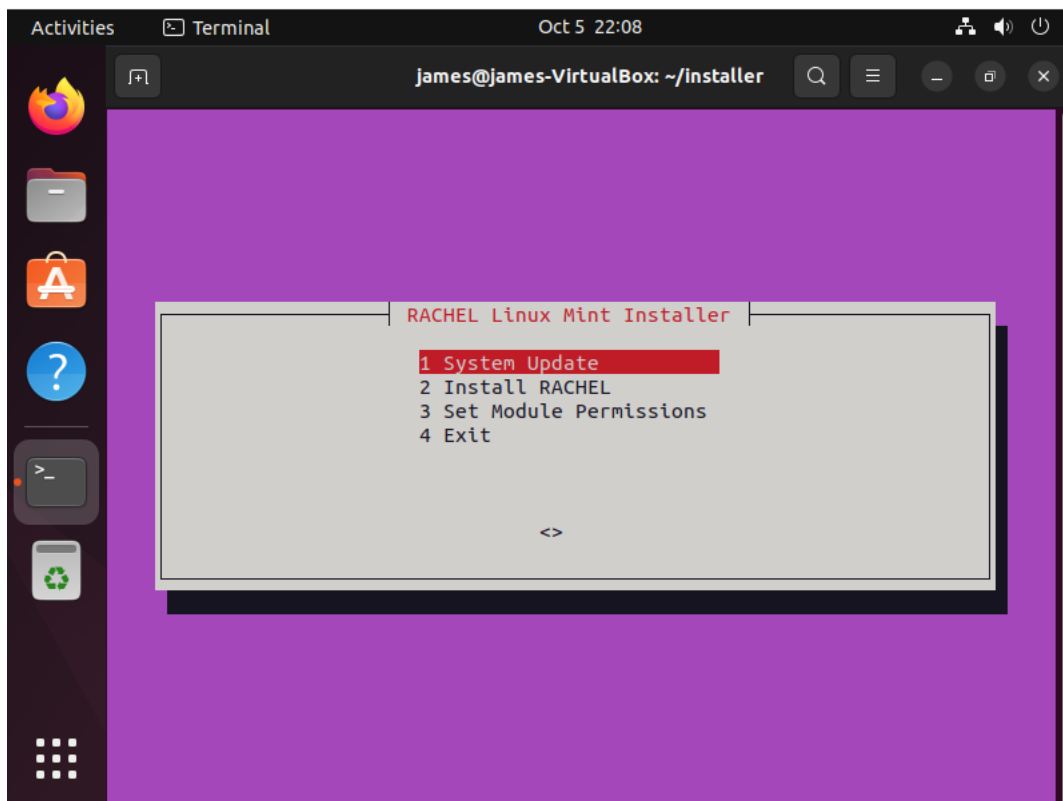 Activities Terminal Oct 5 22:08
james@james-VirtualBox: ~/installer
RACHEL Linux Mint Installer
1 System Update
2 Install RACHEL
3 Set Module Permissions
4 Exit
<>